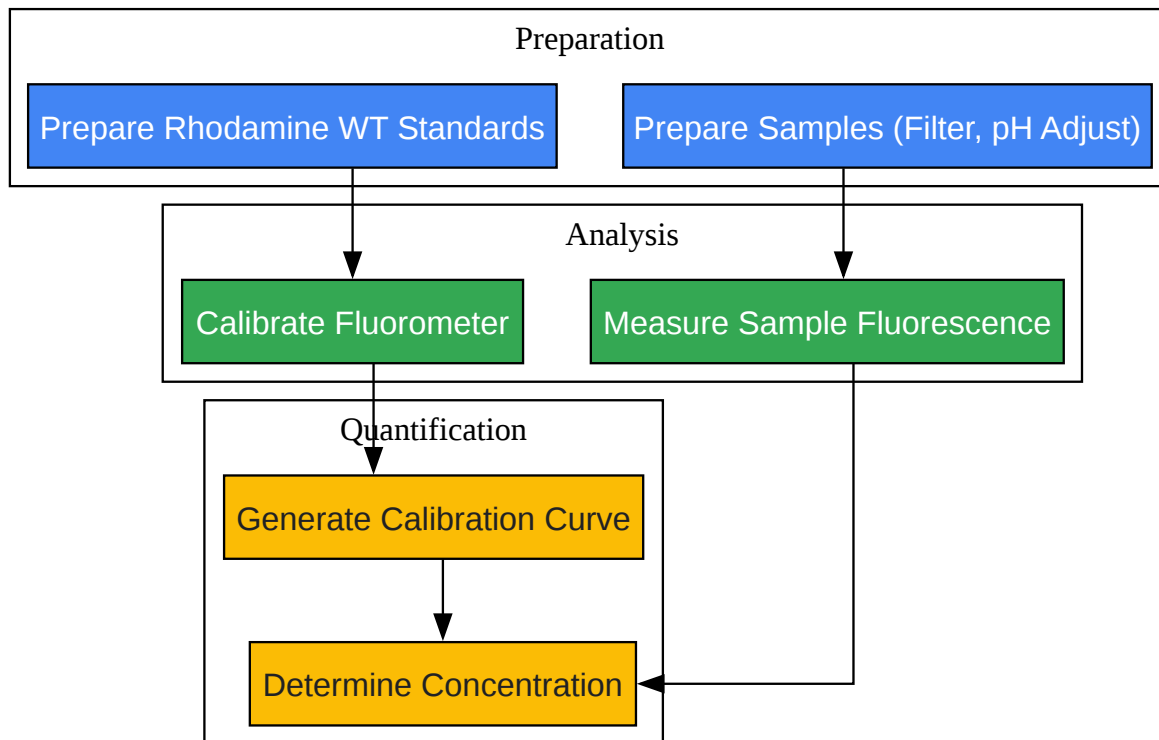 Preparation
Prepare Rhodamine WT Standards
Prepare Samples (Filter, pH Adjust)
Analysis
Calibrate Fluorometer
Measure Sample Fluorescence
Quantification
Generate Calibration Curve
Determine Concentration